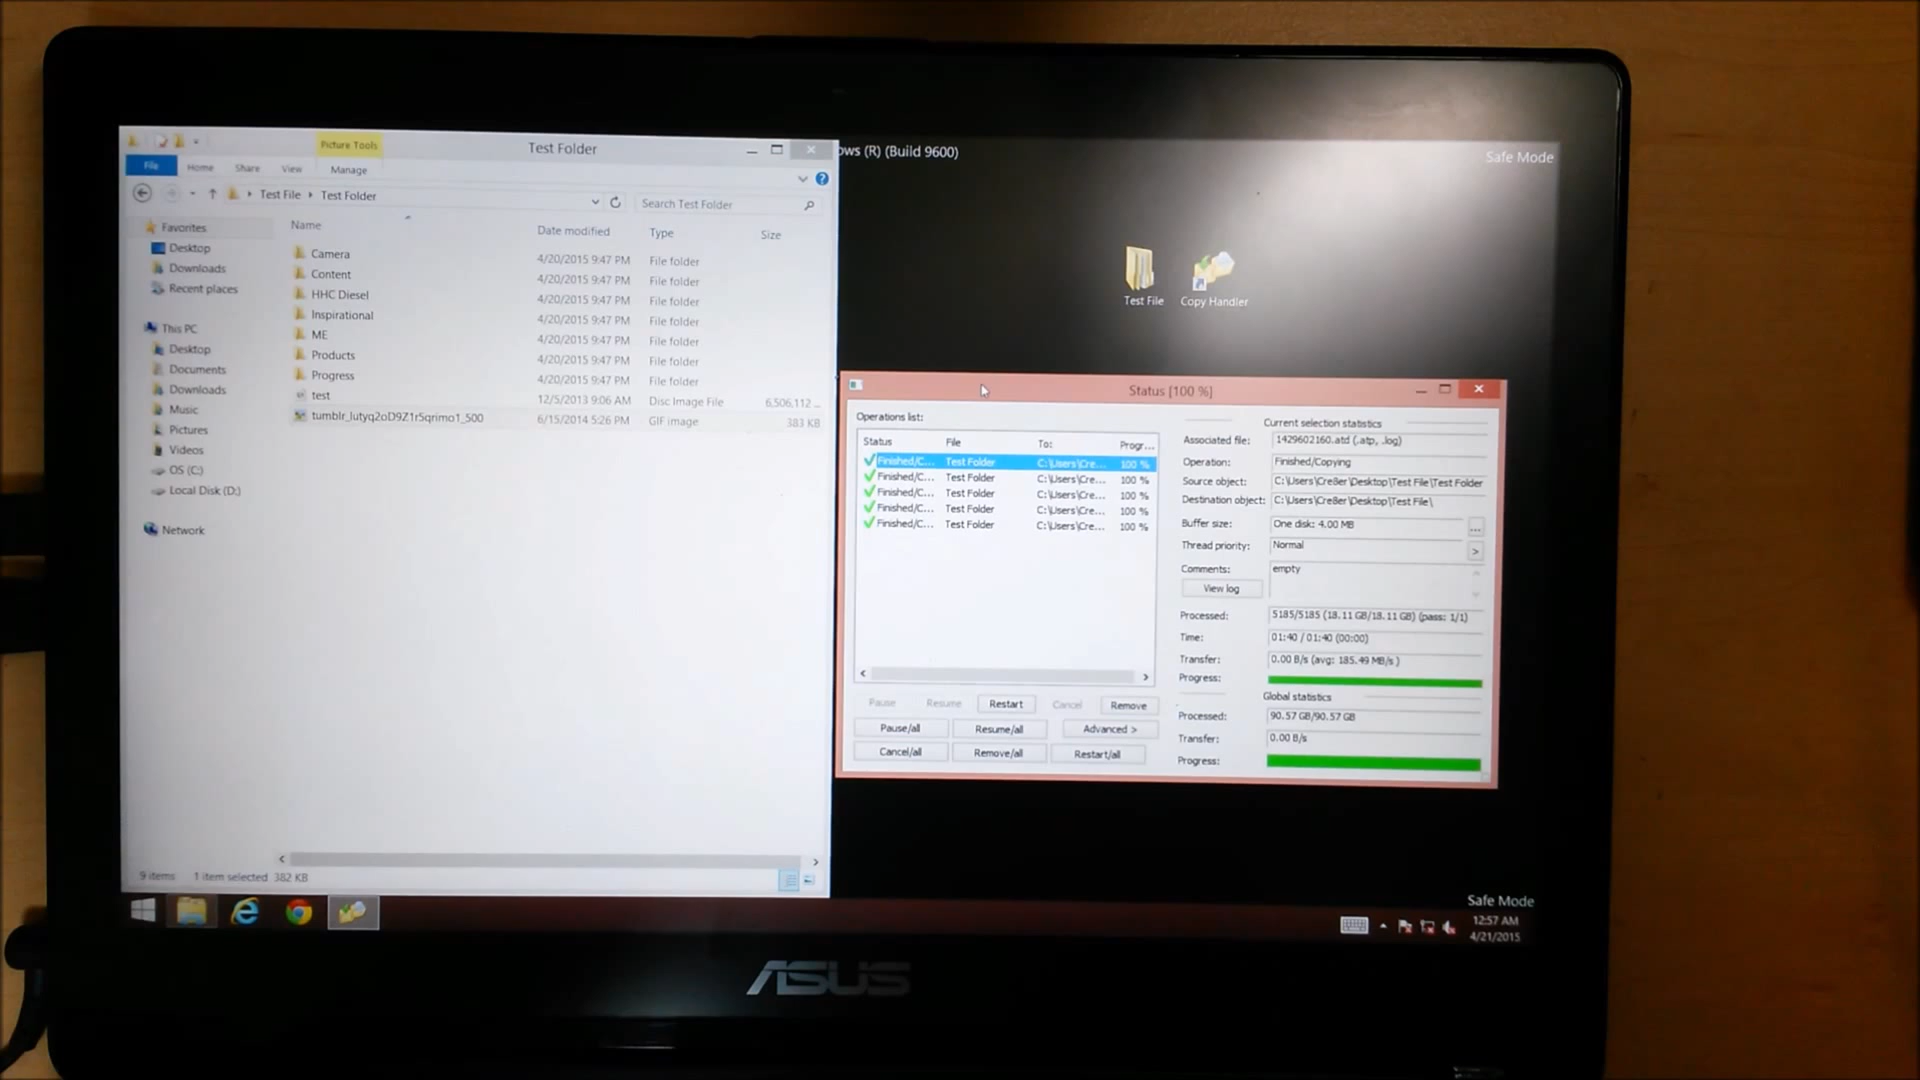 Picture Tools
Test Folder
File Home Share View Manage
Test File Test Folder
Search Test Folder
Name Date modified Type Size
Camera 4/20/2015 9:47 PM File folder
Content 4/20/2015 9:47 PM File folder
HHC Diesel 4/20/2015 9:47 PM File folder
Inspirational 4/20/2015 9:47 PM File folder
ME 4/20/2015 9:47 PM File folder
Products 4/20/2015 9:47 PM File folder
Progress 4/20/2015 9:47 PM File folder
test 12/5/2013 9:06 AM Disc Image File 6,506,112 ...
tumblr_lutyq2oD9Z1r5qrimo1_500 6/15/2014 5:26 PM GIF image 383 KB
Favorites
Desktop
Downloads
Recent places
This PC
Desktop
Documents
Downloads
Music
Pictures
Videos
OS (C:)
Local Disk (D:)
Network
9 items 1 item selected 382 KB
ows (R) (Build 9600)
Safe Mode
Test File
Copy Handler
Status [100 %]
Operations list:
Status File To: Progr...
Finished/C... Test Folder C:\Users\Cre... 100 %
Finished/C... Test Folder C:\Users\Cre... 100 %
Finished/C... Test Folder C:\Users\Cre... 100 %
Finished/C... Test Folder C:\Users\Cre... 100 %
Finished/C... Test Folder C:\Users\Cre... 100 %
Pause Resume Restart Cancel Remove
Pause/all Resume/all Advanced >
Cancel/all Remove/all Restart/all
Current selection statistics
Associated file: 1429602160.atd (.atp, .log)
Operation: Finished/Copying
Source object: C:\Users\Cre8er\Desktop\Test File\Test Folder
Destination object: C:\Users\Cre8er\Desktop\Test File\
Buffer size: One disk: 4.00 MB ...
Thread priority: Normal >
Comments: empty
View log
Processed: 5185/5185 (18.11 GB/18.11 GB) (pass: 1/1)
Time: 01:40 / 01:40 (00:00)
Transfer: 0.00 B/s (avg: 185.49 MB/s )
Progress:
Global statistics
Processed: 90.57 GB/90.57 GB
Transfer: 0.00 B/s
Progress:
Safe Mode
12:57 AM
4/21/2015
ASUS